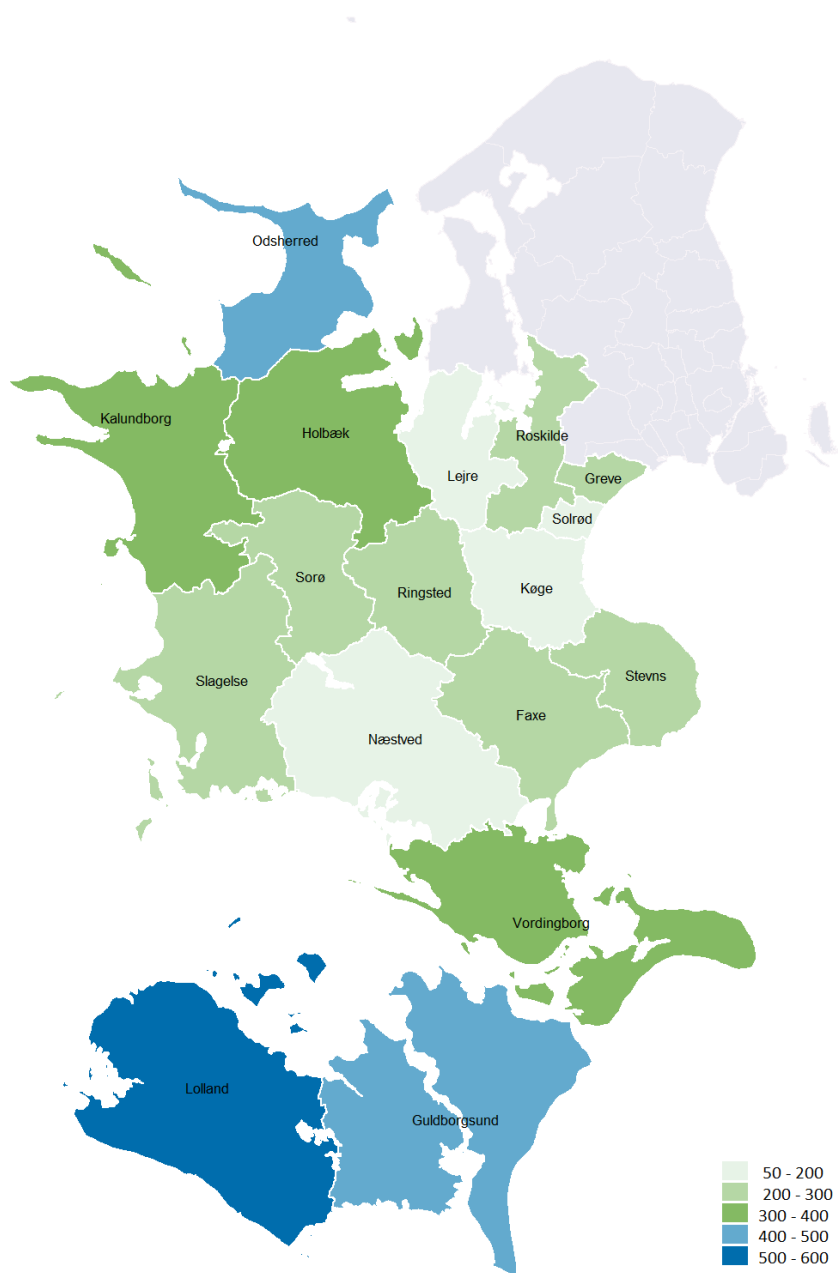 Odsherred
Kalundborg
Holbæk
Roskilde
Lejre
Greve
Solrød
Sorø
Ringsted
Køge
Slagelse
Stevns
Faxe
Næstved
Vordingborg
Lolland
Guldborgsund
50 - 200
200 - 300
300 - 400
400 - 500
500 - 600